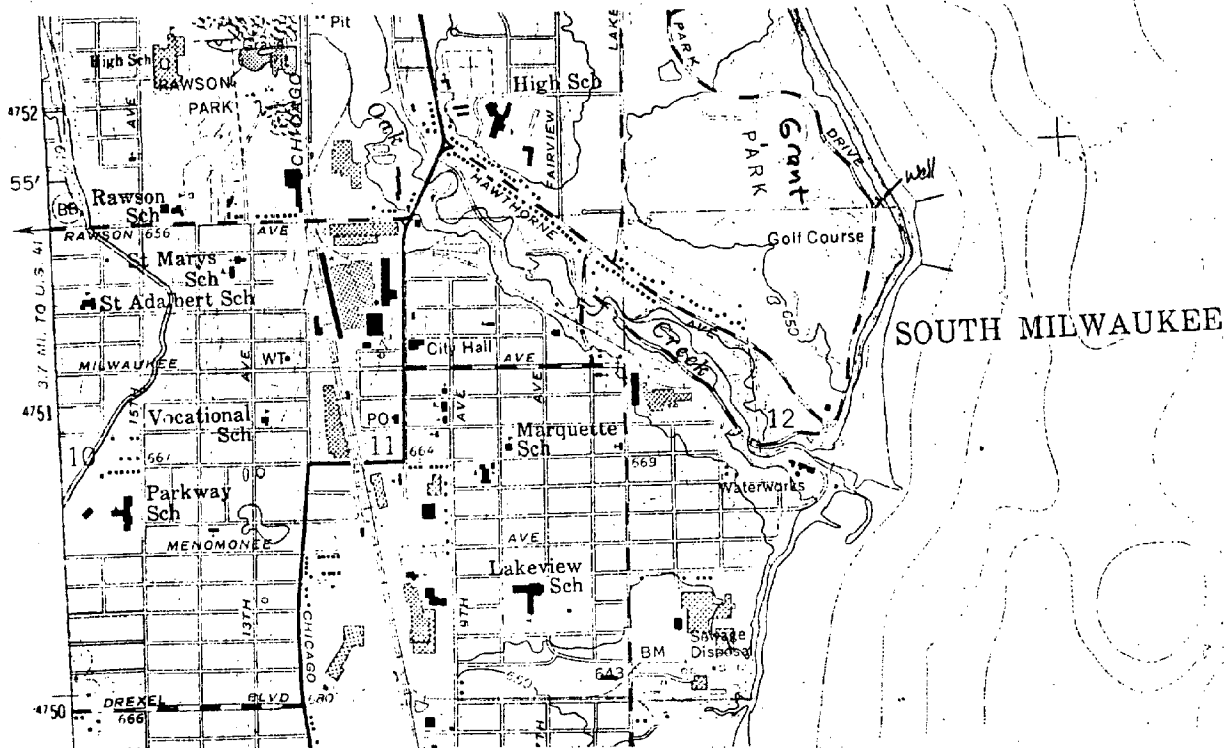 Pit
LAKE
PARK
High Sch
RAWSON
PARK
CHICAGO
AVE
4752
High Sch
Oak
Grant
PARK
DRIVE
Well
FAIRVIEW
HAWTHORNE
AVE
55'
Rawson
Sch
BB
RAWSON 656 AVE
Golf Course
St Marys
Sch
St Adalbert Sch
650
3.7 MI. TO U.S. 41
SOUTH MILWAUKEE
Creek
MILWAUKEE
AVE
WT
City Hall
AVE
15TH
4751
Vocational
Sch
PO
AVE
AVE
Marquette
Sch
12
10
661
11
664
669
Waterworks
Parkway
Sch
MENOMONEE
AVE
Lakeview
Sch
13TH
CHICAGO
9TH
Sewage
Disposal
BM
643
650
4750
DREXEL BLVD
666
680
7TH